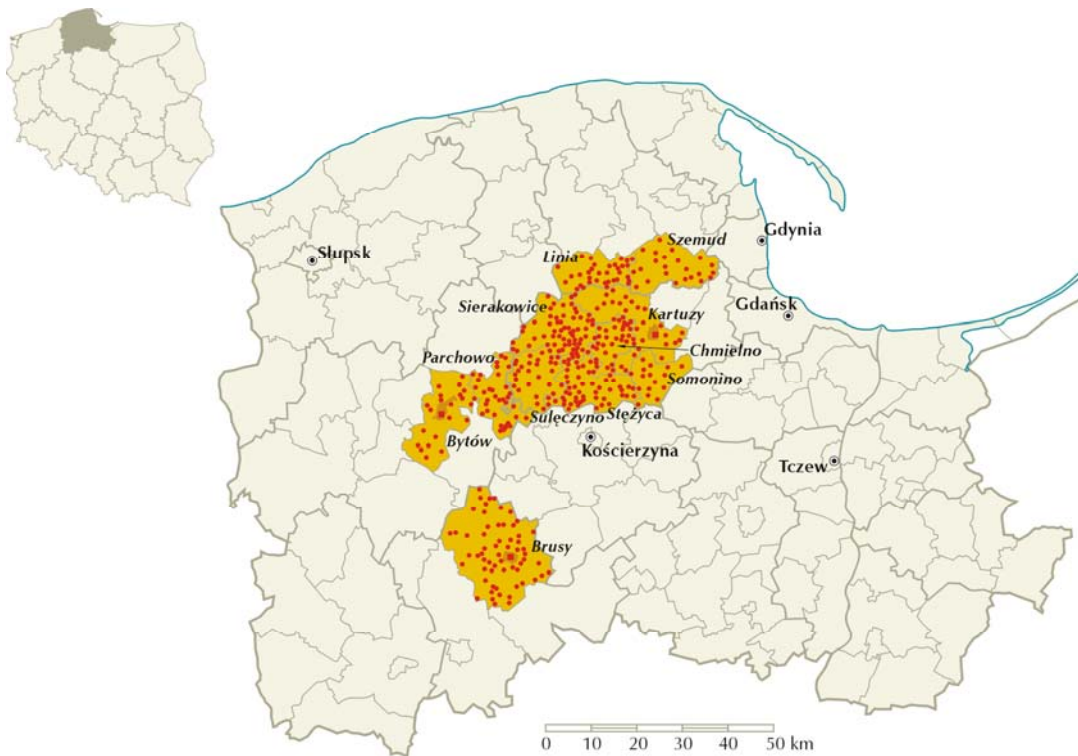 Gdynia
Szemud
Słupsk
Linia
Sierakowice
Gdańsk
Kartuzy
Chmielno
Parchowo
Somonino
Sulęczyno
Stężyca
Bytów
Kościerzyna
Tczew
Brusy
0 10 20 30 40 50 km